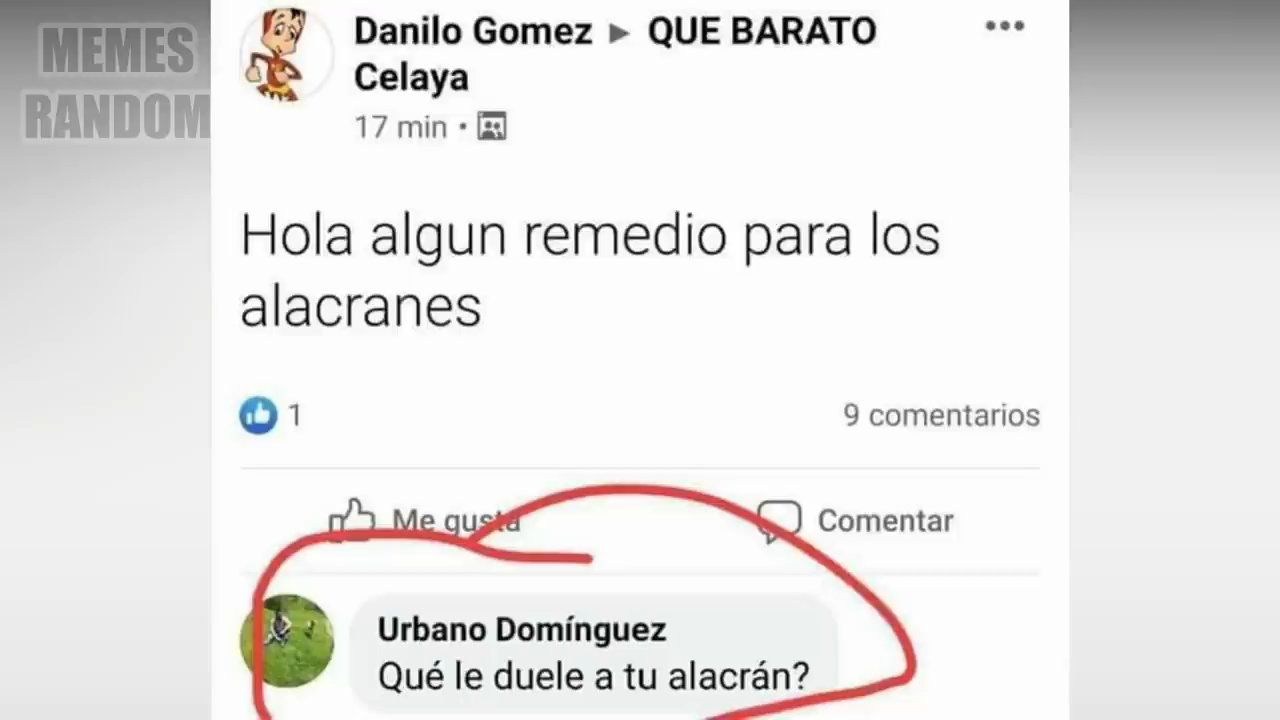 MEMES
RANDOM
Danilo Gomez ▸ QUE BARATO
Celaya
17 min ·
Hola algun remedio para los
alacranes
1
9 comentarios
Me gusta
Comentar
Urbano Domínguez
Qué le duele a tu alacrán?